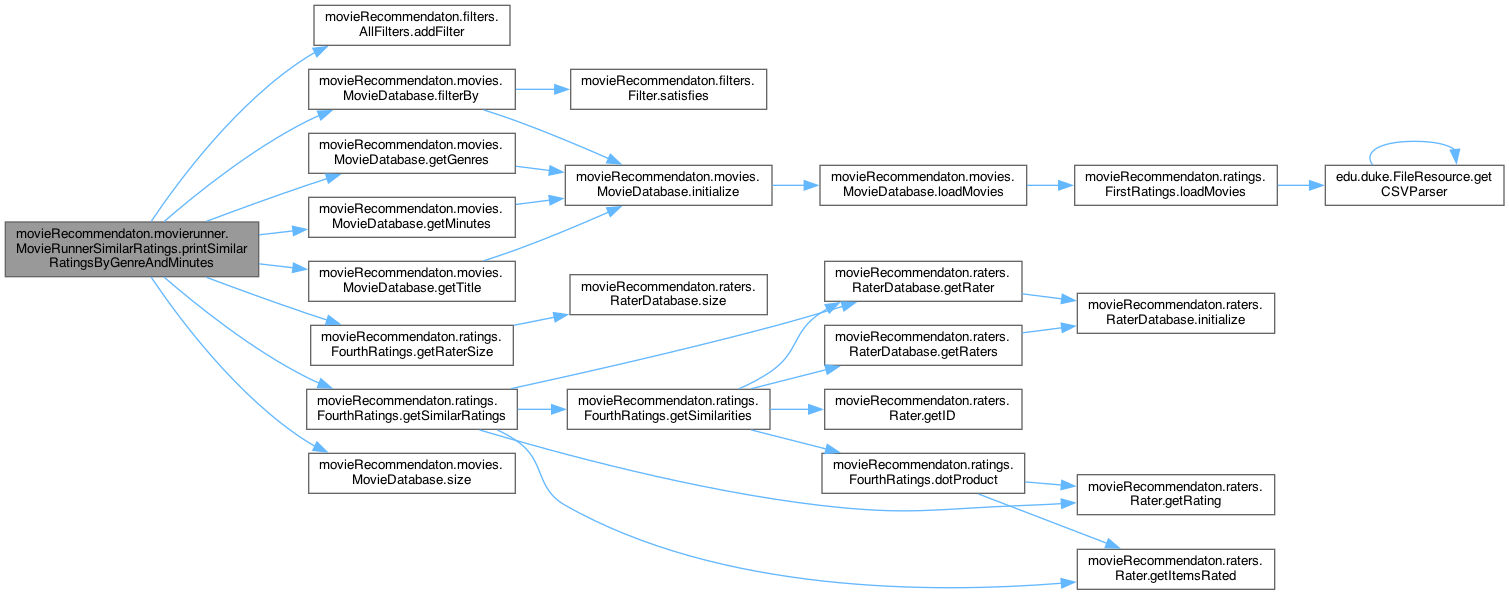 movieRecommendaton.movierunner.
MovieRunnerSimilarRatings.printSimilar
RatingsByGenreAndMinutes
movieRecommendaton.filters.
AllFilters.addFilter
movieRecommendaton.movies.
MovieDatabase.filterBy
movieRecommendaton.movies.
MovieDatabase.getGenres
movieRecommendaton.movies.
MovieDatabase.getMinutes
movieRecommendaton.movies.
MovieDatabase.getTitle
movieRecommendaton.ratings.
FourthRatings.getRaterSize
movieRecommendaton.ratings.
FourthRatings.getSimilarRatings
movieRecommendaton.movies.
MovieDatabase.size
movieRecommendaton.filters.
Filter.satisfies
movieRecommendaton.movies.
MovieDatabase.initialize
movieRecommendaton.raters.
RaterDatabase.size
movieRecommendaton.ratings.
FourthRatings.getSimilarities
movieRecommendaton.movies.
MovieDatabase.loadMovies
movieRecommendaton.raters.
RaterDatabase.getRater
movieRecommendaton.raters.
RaterDatabase.getRaters
movieRecommendaton.raters.
Rater.getID
movieRecommendaton.ratings.
FourthRatings.dotProduct
movieRecommendaton.ratings.
FirstRatings.loadMovies
movieRecommendaton.raters.
RaterDatabase.initialize
movieRecommendaton.raters.
Rater.getRating
movieRecommendaton.raters.
Rater.getItemsRated
edu.duke.FileResource.get
CSVParser